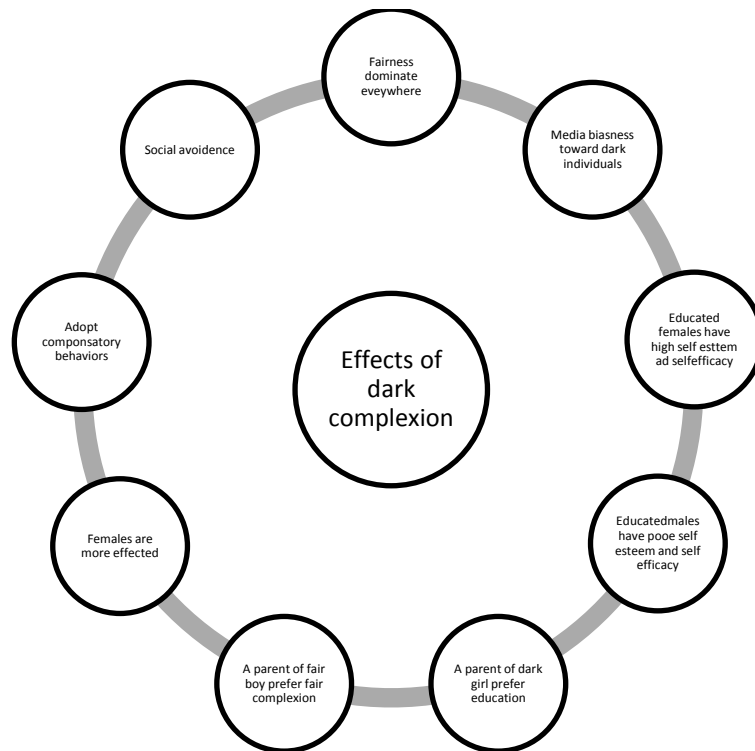 Fairness
dominate
eveywhere
Media biasness
toward dark
individuals
Educated
females have
high self esttem
ad selfefficacy
Educatedmales
have pooe self
esteem and self
efficacy
A parent of dark
girl prefer
education
A parent of fair
boy prefer fair
complexion
Females are
more effected
Adopt
componsatory
behaviors
Social avoidence
Effects of
dark
complexion